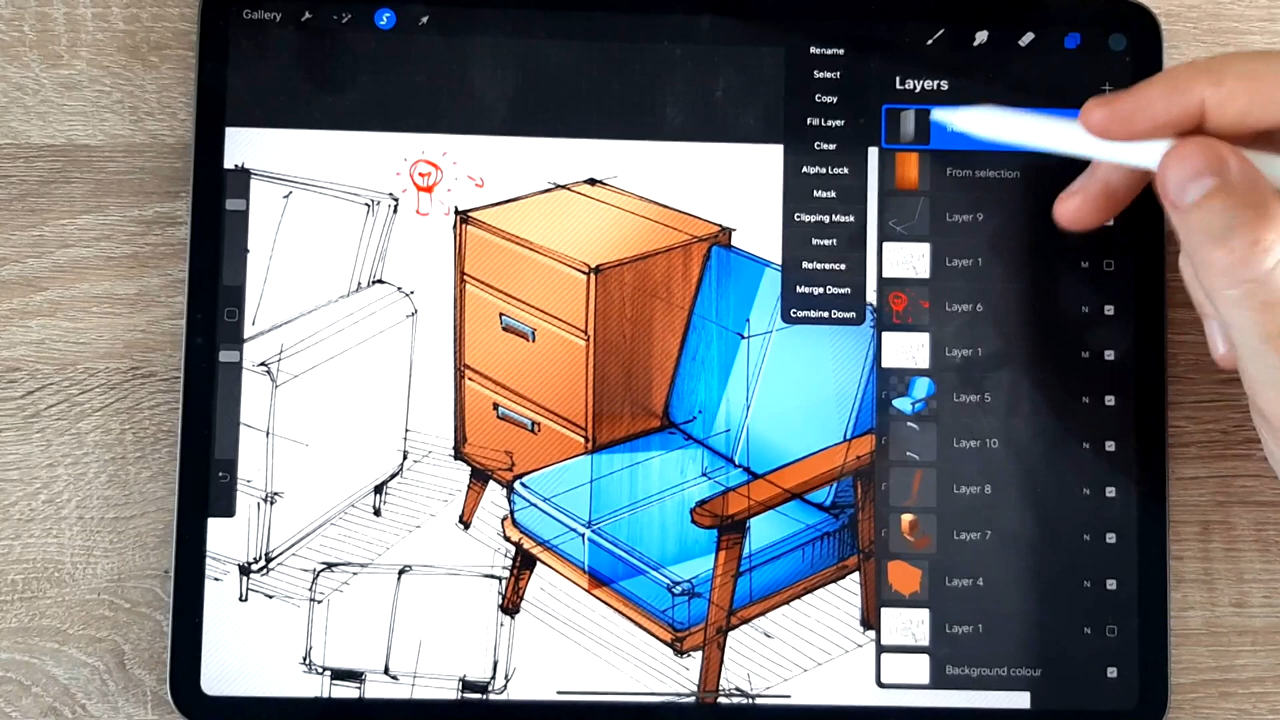 Gallery
S
Rename
Select
Copy
Fill Layer
Clear
Alpha Lock
Mask
Clipping Mask
Invert
Reference
Merge Down
Combine Down
Layers
From selection
Layer 9
Layer 1 M
Layer 6 N
Layer 1 M
Layer 5 N
Layer 10 N
Layer 8 N
Layer 7 N
Layer 4 N
Layer 1 N
Background colour